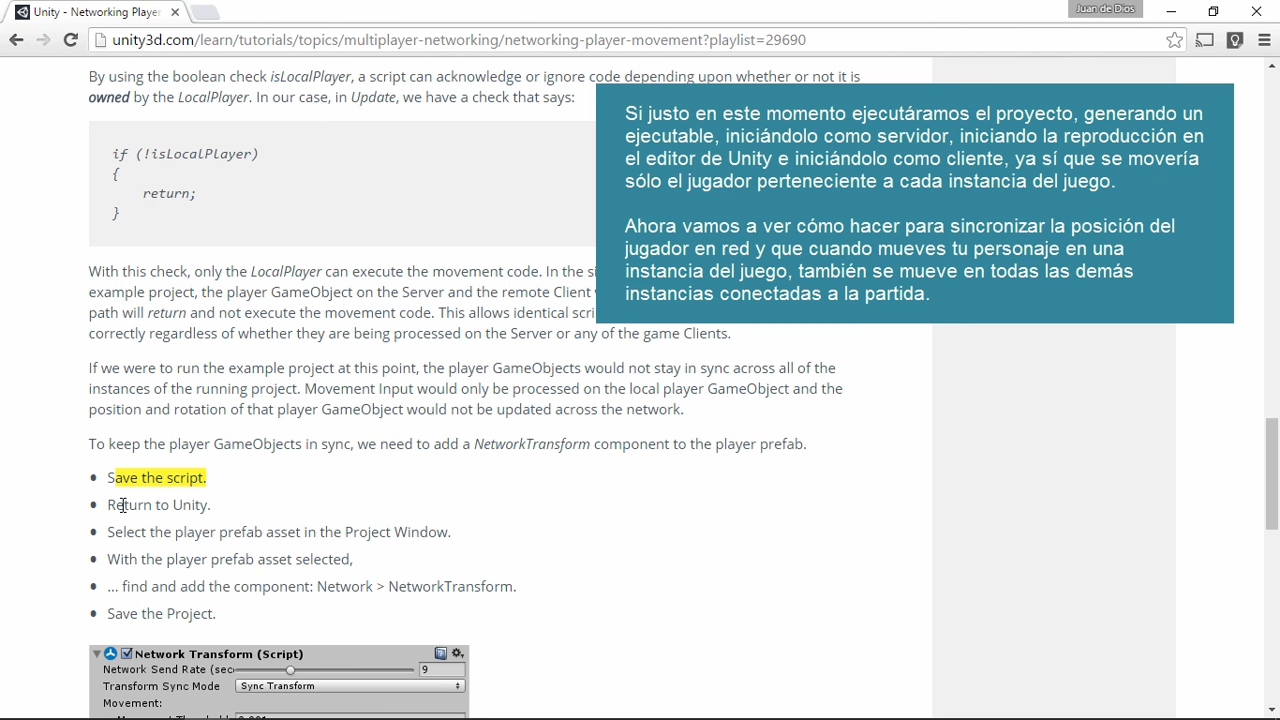 Unity - Networking Player
Juan de Dios
unity3d.com/learn/tutorials/topics/multiplayer-networking/networking-player-movement?playlist=29690
By using the boolean check isLocalPlayer, a script can acknowledge or ignore code depending upon whether or not it is
owned by the LocalPlayer. In our case, in Update, we have a check that says:
if (!isLocalPlayer)
{
return;
}
Si justo en este momento ejecutáramos el proyecto, generando un
ejecutable, iniciándolo como servidor, iniciando la reproducción en
el editor de Unity e iniciándolo como cliente, ya sí que se movería
sólo el jugador perteneciente a cada instancia del juego.
Ahora vamos a ver cómo hacer para sincronizar la posición del
jugador en red y que cuando mueves tu personaje en una
instancia del juego, también se mueve en todas las demás
instancias conectadas a la partida.
With this check, only the LocalPlayer can execute the movement code. In the si
example project, the player GameObject on the Server and the remote Client
path will return and not execute the movement code. This allows identical scri
correctly regardless of whether they are being processed on the Server or any of the game Clients.
If we were to run the example project at this point, the player GameObjects would not stay in sync across all of the
instances of the running project. Movement Input would only be processed on the local player GameObject and the
position and rotation of that player GameObject would not be updated across the network.
To keep the player GameObjects in sync, we need to add a NetworkTransform component to the player prefab.
• Save the script.
• Return to Unity.
• Select the player prefab asset in the Project Window.
• With the player prefab asset selected,
• ... find and add the component: Network > NetworkTransform.
• Save the Project.
Network Transform (Script)
Network Send Rate (sec 9
Transform Sync Mode Sync Transform
Movement: